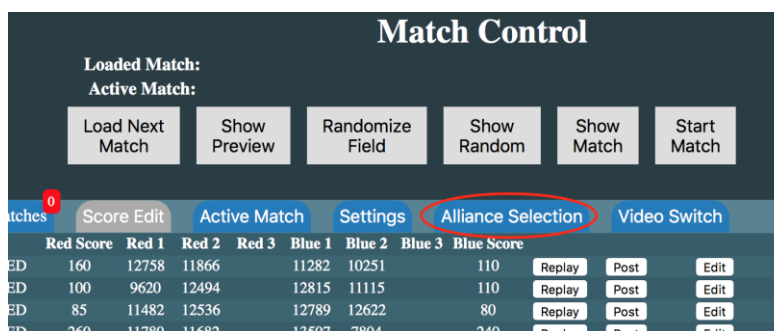 Match Control
Loaded Match:
Active Match:
Load Next Match
Show Preview
Randomize Field
Show Random
Show Match
Start Match
0
Score Edit
Active Match
Settings
Alliance Selection
Video Switch
Red Score Red 1 Red 2 Red 3 Blue 1 Blue 2 Blue 3 Blue Score
ED 160 12758 11866 11282 10251 110 Replay Post Edit
ED 100 9620 12494 12815 11115 110 Replay Post Edit
ED 85 11482 12536 12789 12622 80 Replay Post Edit